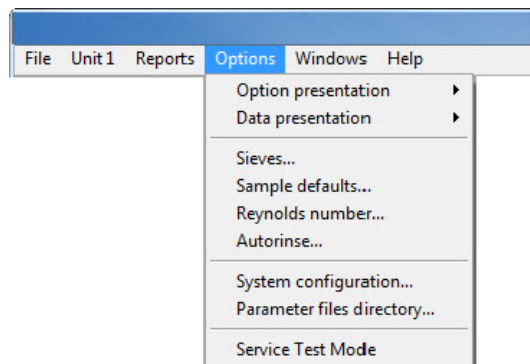 File Unit 1 Reports Options Windows Help
Option presentation
Data presentation
Sieves...
Sample defaults...
Reynolds number...
Autorinse...
System configuration...
Parameter files directory...
Service Test Mode